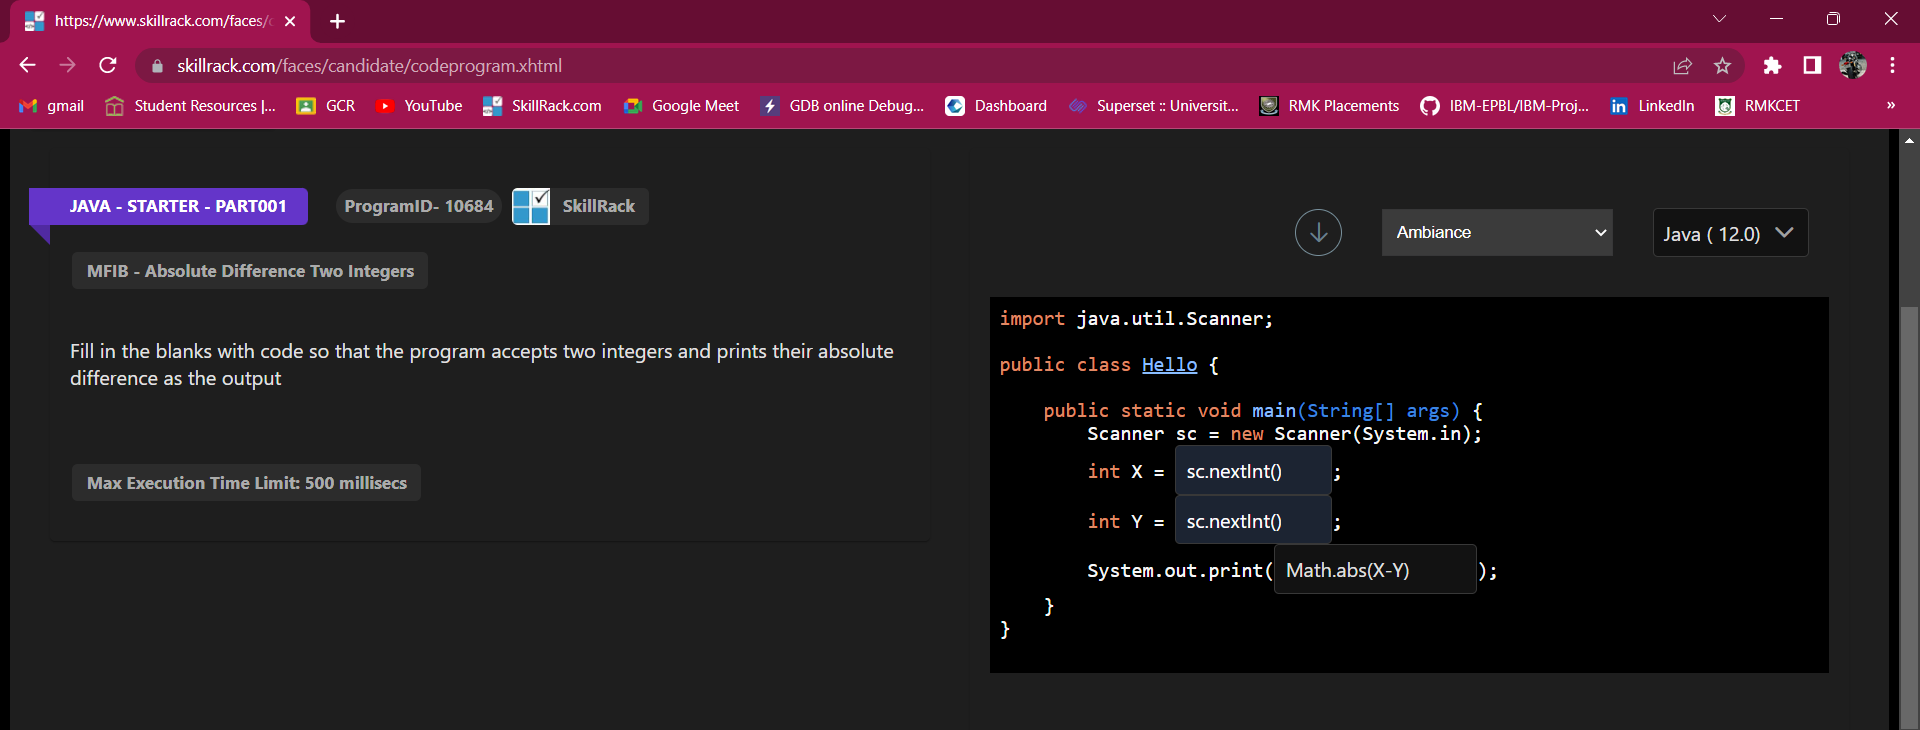 https://www.skillrack.com/faces/c
skillrack.com/faces/candidate/codeprogram.xhtml
gmail Student Resources |... GCR YouTube SkillRack.com Google Meet GDB online Debug... Dashboard Superset :: Universit... RMK Placements IBM-EPBL/IBM-Proj... LinkedIn RMKCET »
JAVA - STARTER - PART001 ProgramID- 10684 SkillRack
MFIB - Absolute Difference Two Integers
Fill in the blanks with code so that the program accepts two integers and prints their absolute
difference as the output
Max Execution Time Limit: 500 millisecs
Ambiance Java ( 12.0)
import java.util.Scanner;
public class Hello {
public static void main(String[] args) {
Scanner sc = new Scanner(System.in);
int X = sc.nextInt() ;
int Y = sc.nextInt() ;
System.out.print( Math.abs(X-Y) );
}
}